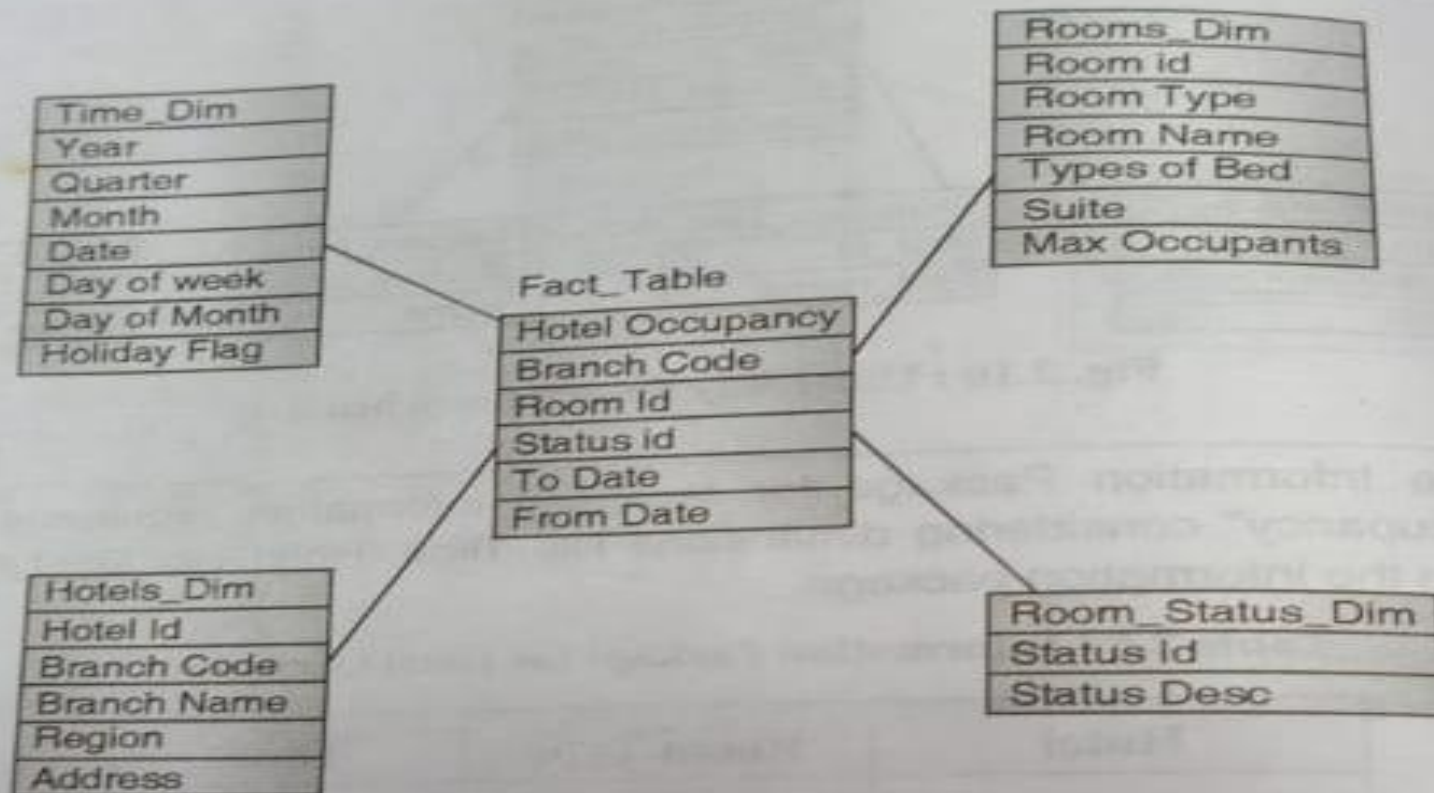 Time_Dim
Year
Quarter
Month
Date
Day of week
Day of Month
Holiday Flag
Rooms_Dim
Room id
Room Type
Room Name
Types of Bed
Suite
Max Occupants
Fact_Table
Hotel Occupancy
Branch Code
Room Id
Status id
To Date
From Date
Hotels_Dim
Hotel Id
Branch Code
Branch Name
Region
Address
Room_Status_Dim
Status Id
Status Desc